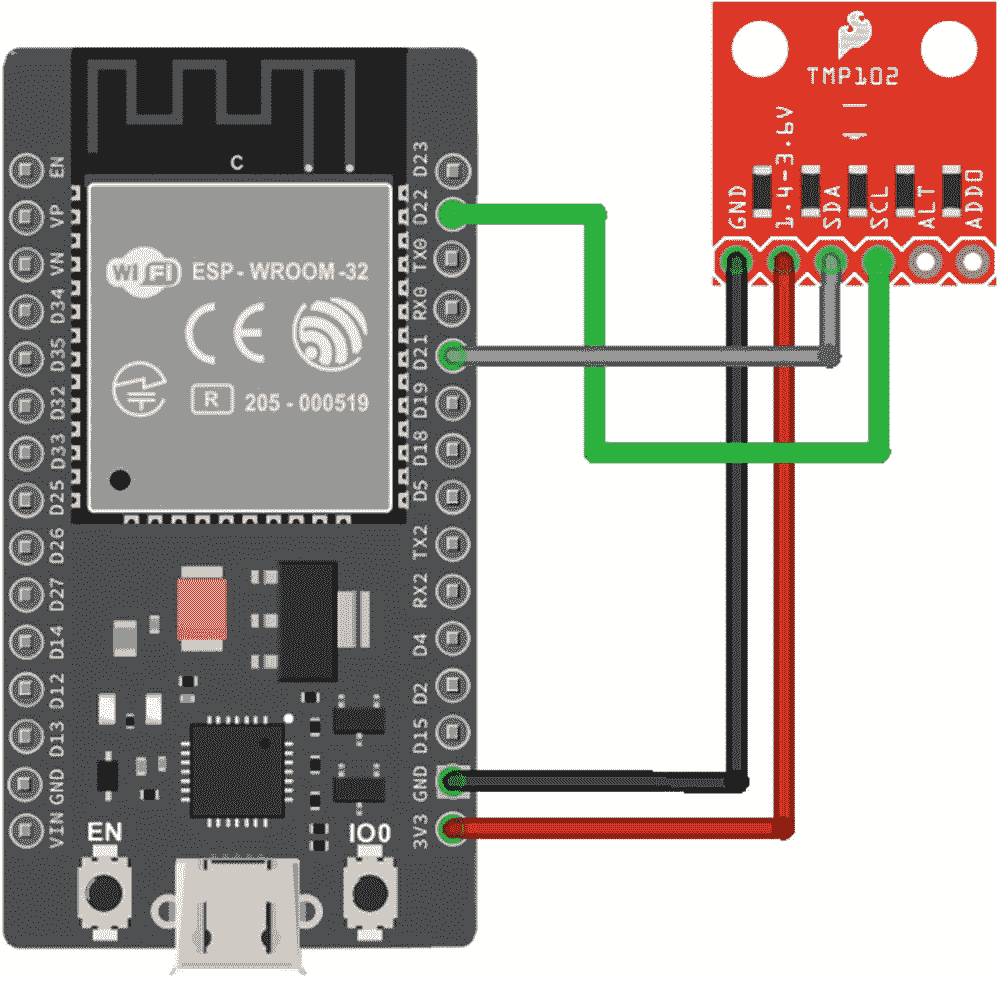 TMP102
GND
1.4-3.6V
SDA
SCL
ALT
ADD0
C
WiFi
ESP-WROOM-32
CE
R
205-000519
EN
VP
VN
D34
D35
D32
D33
D25
D26
D27
D14
D12
D13
GND
VIN
D23
D22
TX0
RX0
D21
D19
D18
D5
TX2
RX2
D4
D2
D15
GND
3V3
EN
IO0